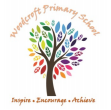 Woodcroft Primary School
Inspire • Encourage • Achieve